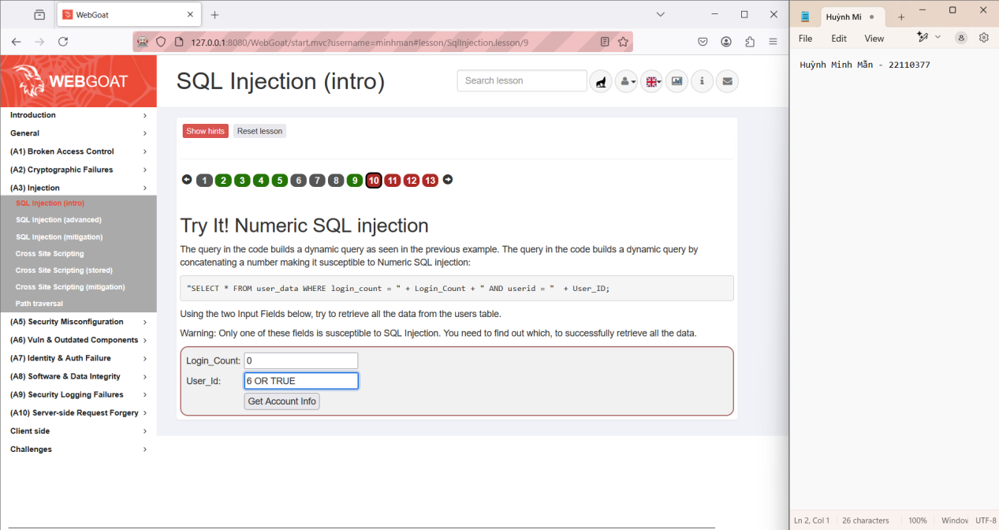 WebGoat
127.0.0.1:8080/WebGoat/start.mvc?username=minhman#lesson/SqlInjection.lesson/9
WEBGOAT
SQL Injection (intro)
Search lesson
Introduction
General
(A1) Broken Access Control
(A2) Cryptographic Failures
(A3) Injection
SQL Injection (intro)
SQL Injection (advanced)
SQL Injection (mitigation)
Cross Site Scripting
Cross Site Scripting (stored)
Cross Site Scripting (mitigation)
Path traversal
(A5) Security Misconfiguration
(A6) Vuln & Outdated Components
(A7) Identity & Auth Failure
(A8) Software & Data Integrity
(A9) Security Logging Failures
(A10) Server-side Request Forgery
Client side
Challenges
Show hints Reset lesson
1 2 3 4 5 6 7 8 9 10 11 12 13
Try It! Numeric SQL injection
The query in the code builds a dynamic query as seen in the previous example. The query in the code builds a dynamic query by
concatenating a number making it susceptible to Numeric SQL injection:
"SELECT * FROM user_data WHERE login_count = " + Login_Count + " AND userid = "  + User_ID;
Using the two Input Fields below, try to retrieve all the data from the users table.
Warning: Only one of these fields is susceptible to SQL Injection. You need to find out which, to successfully retrieve all the data.
Login_Count: 0
User_Id: 6 OR TRUE
Get Account Info
Huỳnh Mi
File Edit View
Huỳnh Minh Mẫn - 22110377
Ln 2, Col 1 26 characters 100% Window UTF-8